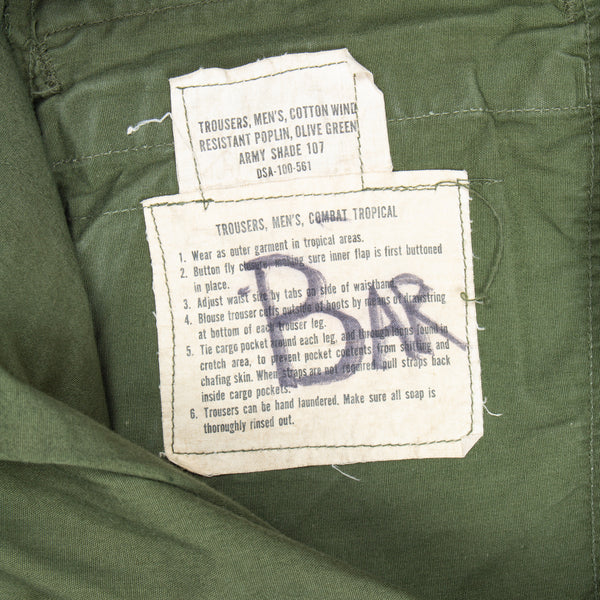 TROUSERS, MEN'S, COTTON WIND
RESISTANT POPLIN, OLIVE GREEN
ARMY SHADE 107
DSA-100-561
TROUSERS, MEN'S, COMBAT TROPICAL
1. Wear as outer garment in tropical areas.
2. Button fly closure, making sure inner flap is first buttoned
in place.
3. Adjust waist size by tabs on side of waistband.
4. Blouse trouser cuffs outside of boots by means of drawstring
at bottom of each trouser leg.
5. Tie cargo pocket around each leg, and through loops found in
crotch area, to prevent pocket contents from shifting and
chafing skin. When straps are not required, pull straps back
inside cargo pockets.
6. Trousers can be hand laundered. Make sure all soap is
thoroughly rinsed out.
BAR